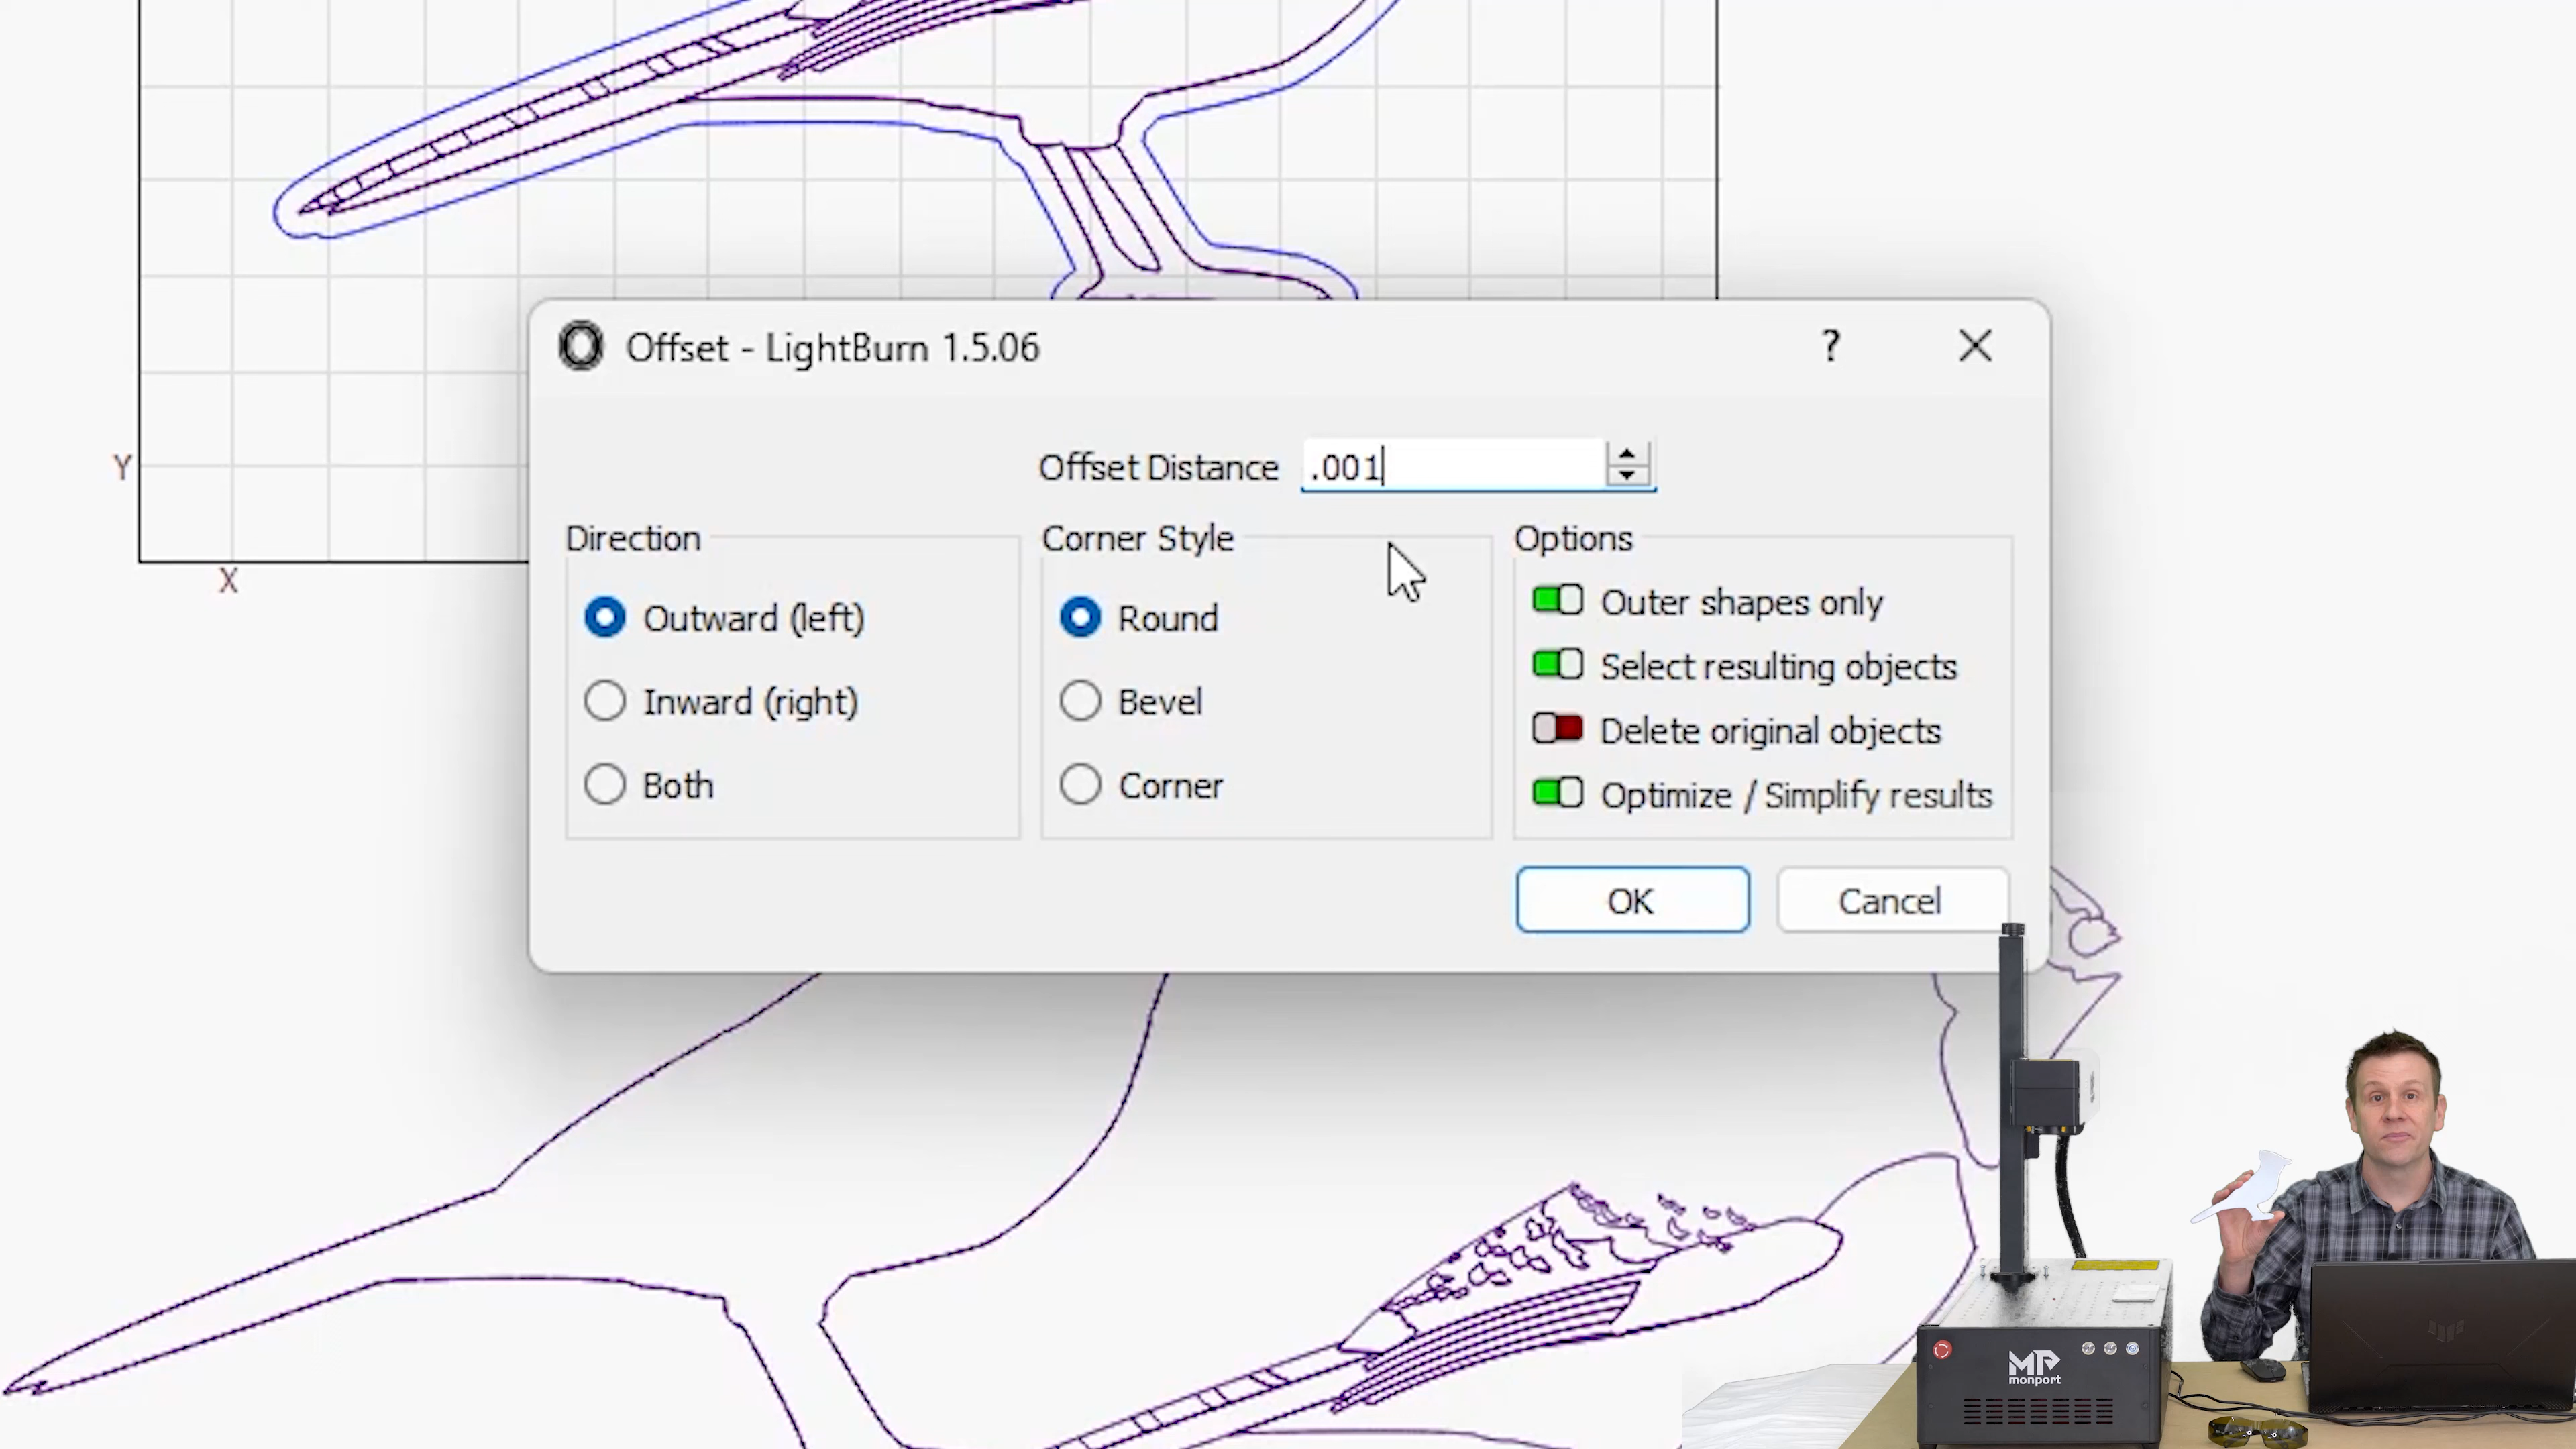 Y
X
Offset - LightBurn 1.5.06
?
Offset Distance .001
Direction
Outward (left)
Inward (right)
Both
Corner Style
Round
Bevel
Corner
Options
Outer shapes only
Select resulting objects
Delete original objects
Optimize / Simplify results
OK
Cancel
MP
monport